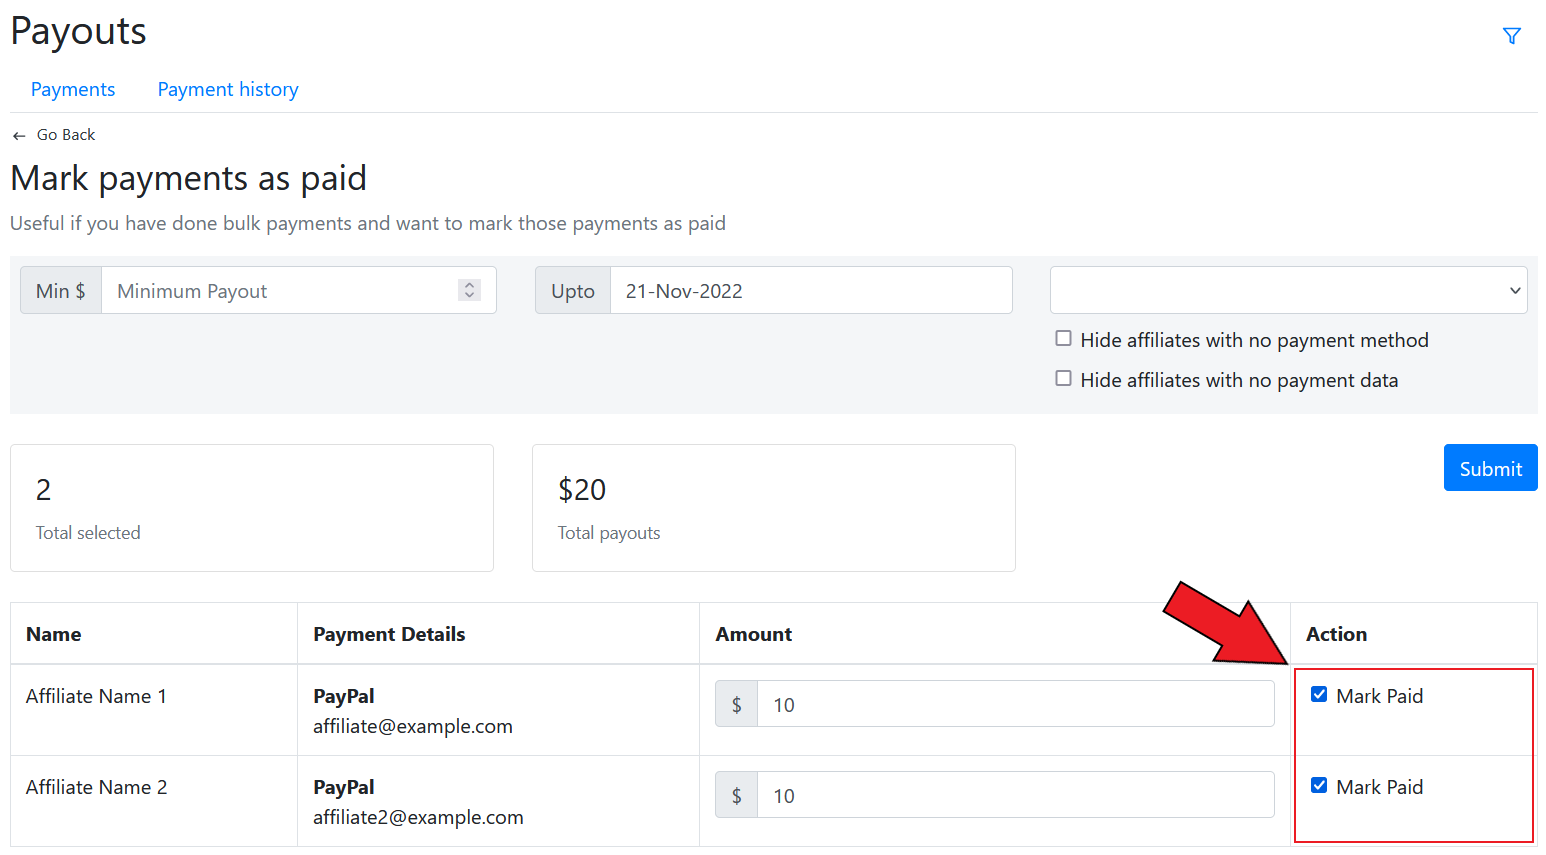 Payouts
Payments
Payment history
Go Back
Mark payments as paid
Useful if you have done bulk payments and want to mark those payments as paid
Min $
Minimum Payout
Upto
21-Nov-2022
Hide affiliates with no payment method
Hide affiliates with no payment data
2
Total selected
$20
Total payouts
Submit
Name
Payment Details
Amount
Action
Affiliate Name 1
PayPal
affiliate@example.com
$
10
Mark Paid
Affiliate Name 2
PayPal
affiliate2@example.com
$
10
Mark Paid